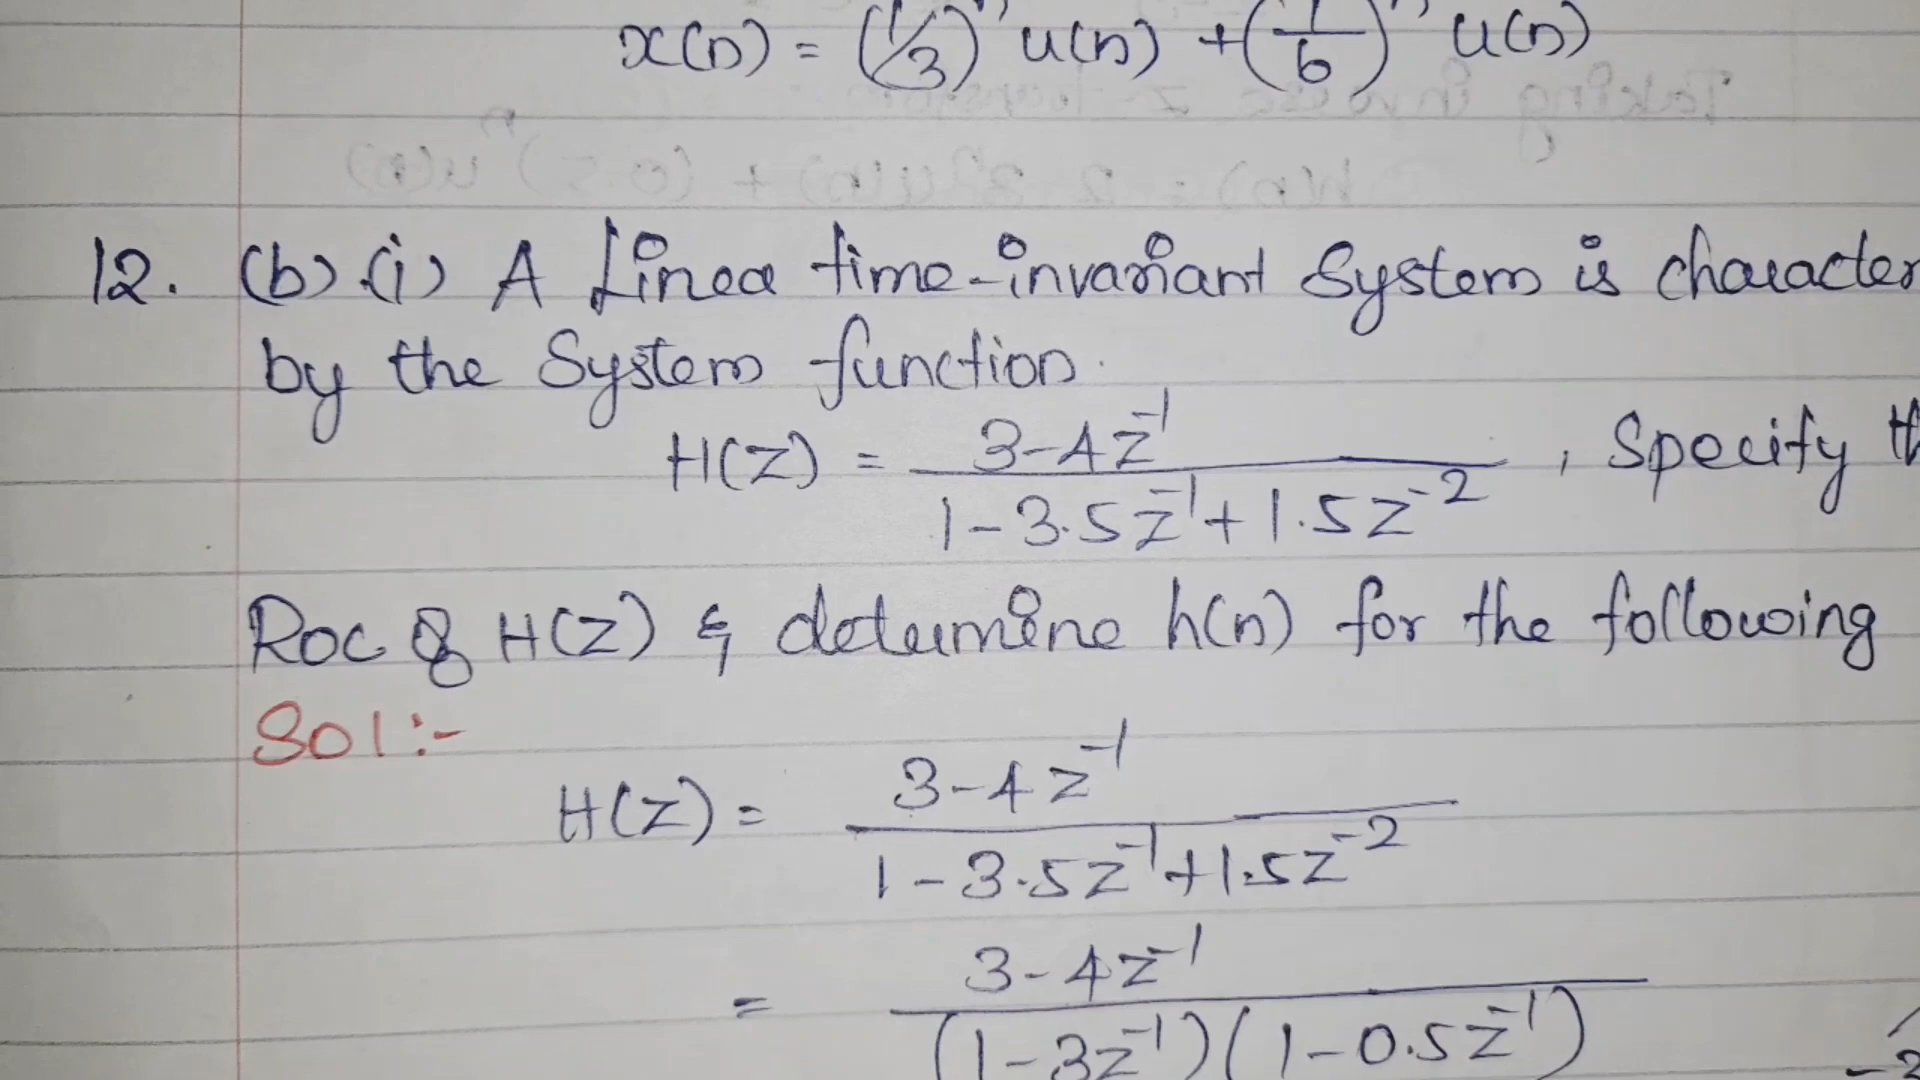 x(n) = (1/3)^n u(n) + (1/6)^n u(n)
12. (b) (i) A Linear time-invariant System is character
by the System function.
H(Z) = 3-4z^-1 / 1-3.5z^-1+1.5z^-2 , Specify th
ROC of H(Z) & determine h(n) for the following
Sol:-
H(Z) = 3-4z^-1 / 1-3.5z^-1+1.5z^-2
= 3-4z^-1 / (1-3z^-1)(1-0.5z^-1)